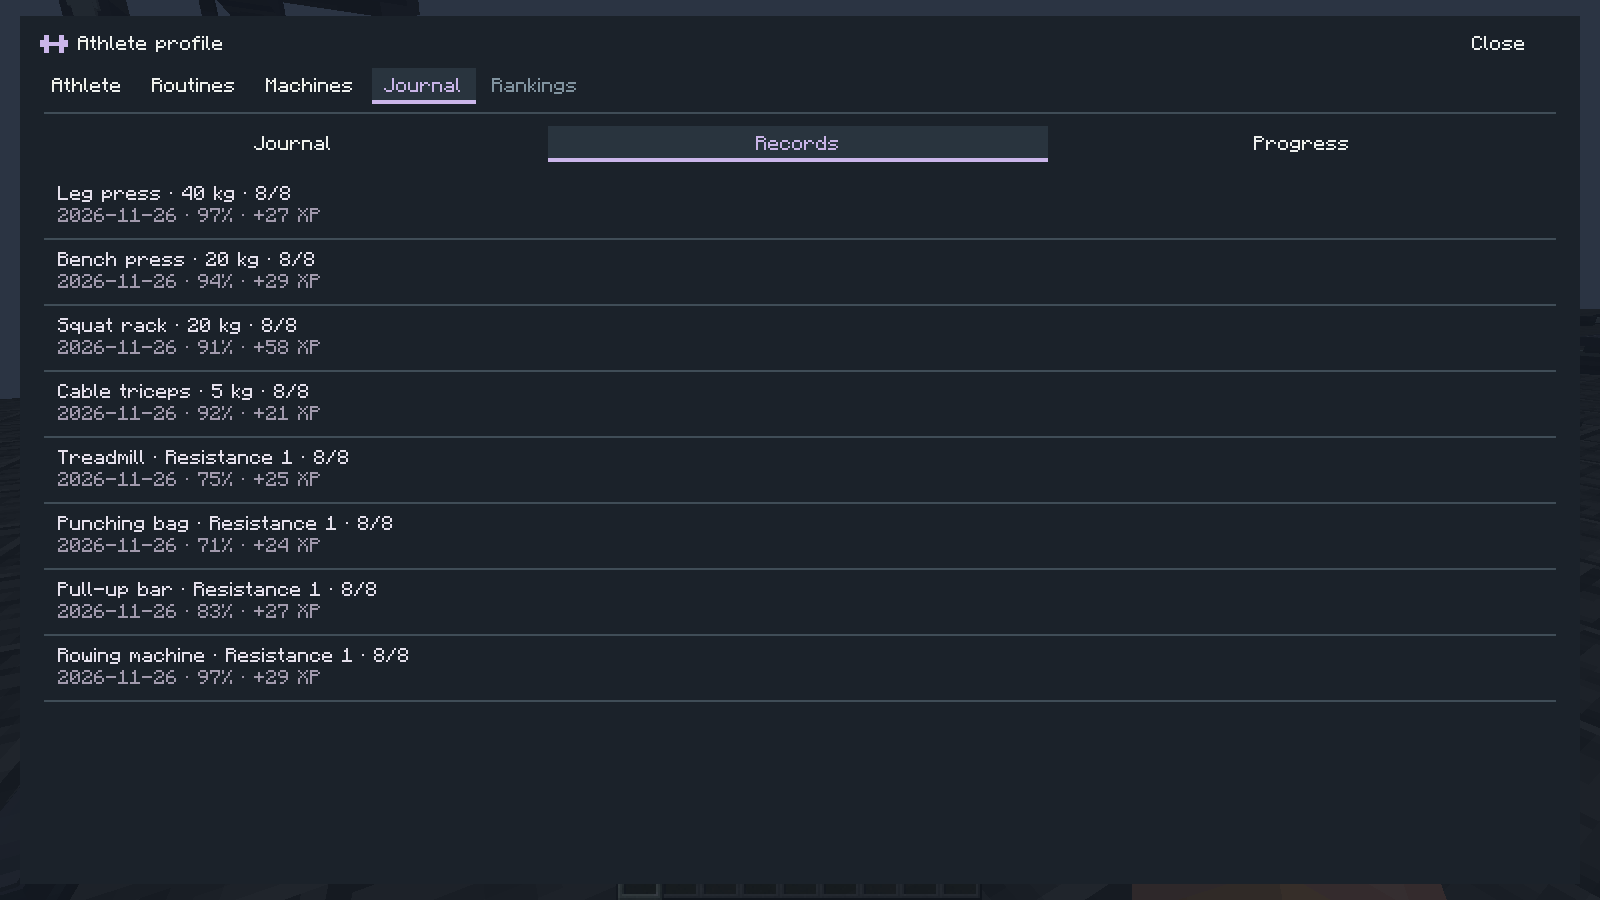 Athlete profile
Close
Athlete Routines Machines Journal Rankings
Journal Records Progress
Leg press · 40 kg · 8/8
2026-11-26 · 97% · +27 XP
Bench press · 20 kg · 8/8
2026-11-26 · 94% · +29 XP
Squat rack · 20 kg · 8/8
2026-11-26 · 91% · +58 XP
Cable triceps · 5 kg · 8/8
2026-11-26 · 92% · +21 XP
Treadmill · Resistance 1 · 8/8
2026-11-26 · 75% · +25 XP
Punching bag · Resistance 1 · 8/8
2026-11-26 · 71% · +24 XP
Pull-up bar · Resistance 1 · 8/8
2026-11-26 · 83% · +27 XP
Rowing machine · Resistance 1 · 8/8
2026-11-26 · 97% · +29 XP